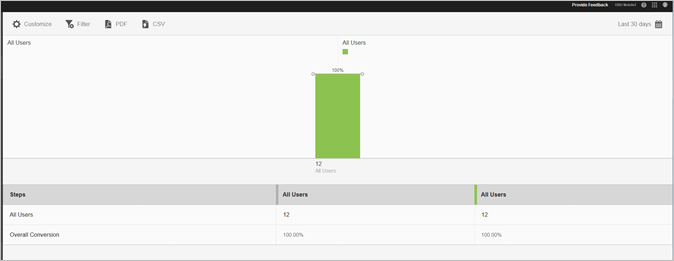 Provide Feedback
Customize Filter PDF CSV Last 30 days
All Users All Users
100%
12
All Users
Steps All Users All Users
All Users 12 12
Overall Conversion 100.00% 100.00%